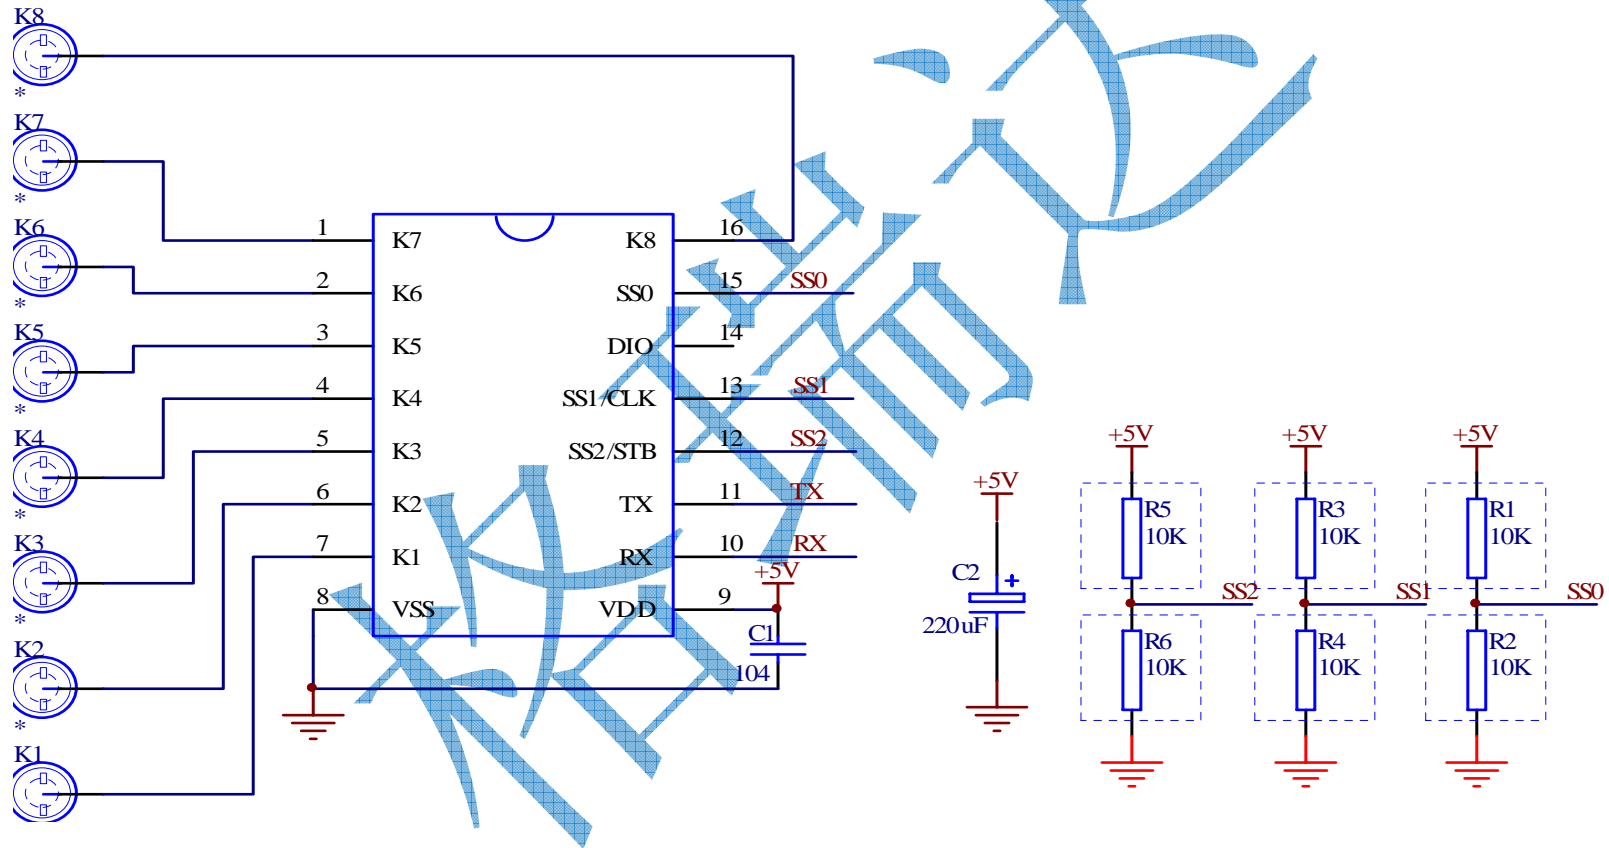 K8
*
K7
*
K6
*
K5
*
K4
*
K3
*
K2
*
K1
1
K7
2
K6
3
K5
4
K4
5
K3
6
K2
7
K1
8
VSS
K8
16
SS0
15
SS0
DIO
14
SS1/CLK
13
SS1
SS2/STB
12
SS2
TX
11
TX
RX
10
RX
VDD
9
+5V
C1
104
+5V
C2
+
220uF
+5V
R5
10K
SS2
R6
10K
+5V
R3
10K
SS1
R4
10K
+5V
R1
10K
SS0
R2
10K